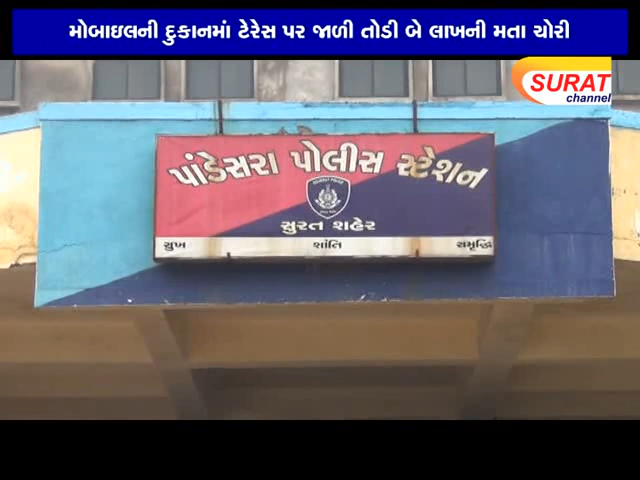 મોબાઇલની દુકાનમાં ટેરેસ પર જાળી તોડી બે લાખની મતા ચોરી
SURAT
channel
પાંડેસરા પોલીસ સ્ટેશન
સુરત શહેર
સુખ શાંતિ સમૃદ્ધિ